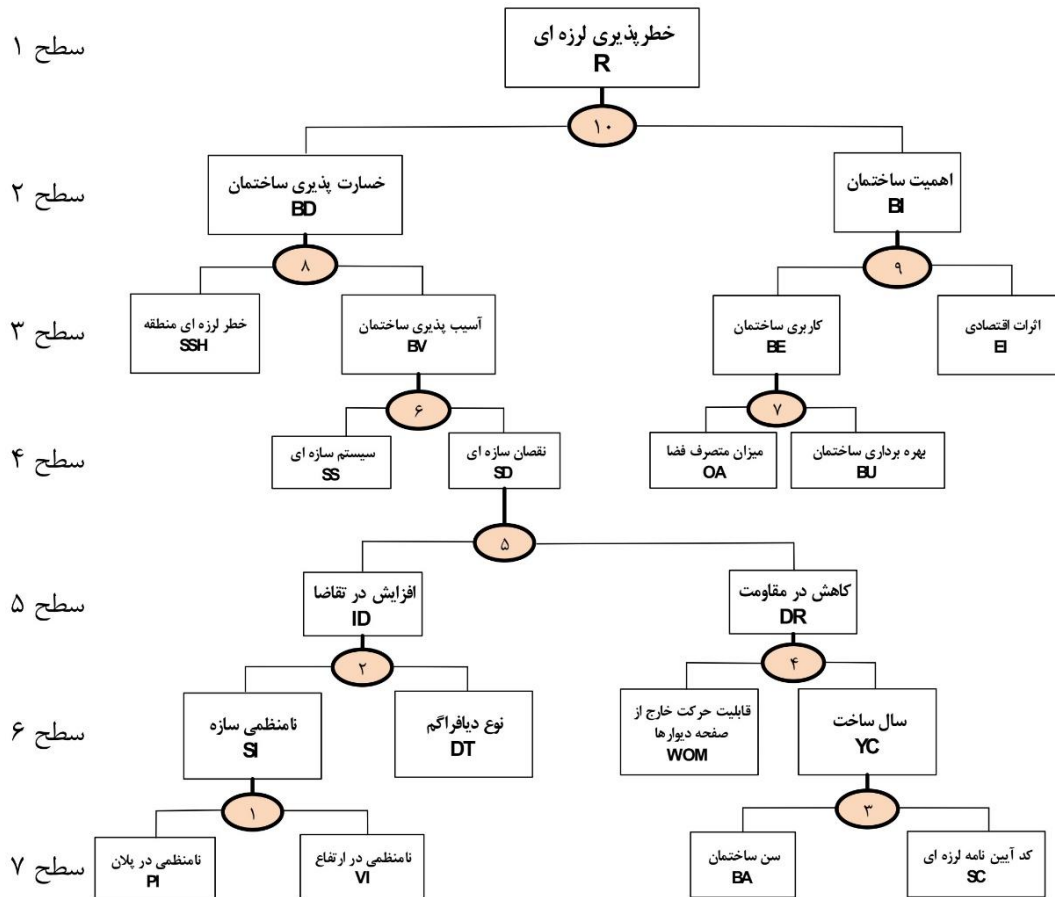 سطح ۱
خطرپذیری لرزه ای
R
۱۰
سطح ۲
خسارت پذیری ساختمان
BD
اهمیت ساختمان
BI
۸
۹
سطح ۳
خطر لرزه ای منطقه
SSH
آسیب پذیری ساختمان
BV
کاربری ساختمان
BE
اثرات اقتصادی
EI
۶
۷
سطح ۴
سیستم سازه ای
SS
نقصان سازه ای
SD
میزان متصرف فضا
OA
بهره برداری ساختمان
BU
۵
سطح ۵
افزایش در تقاضا
ID
کاهش در مقاومت
DR
۲
۴
سطح ۶
نامنظمی سازه
SI
نوع دیافراگم
DT
قابلیت حرکت خارج از
صفحه دیوارها
WOM
سال ساخت
YC
۱
۳
سطح ۷
نامنظمی در پلان
PI
نامنظمی در ارتفاع
VI
سن ساختمان
BA
کد آیین نامه لرزه ای
SC